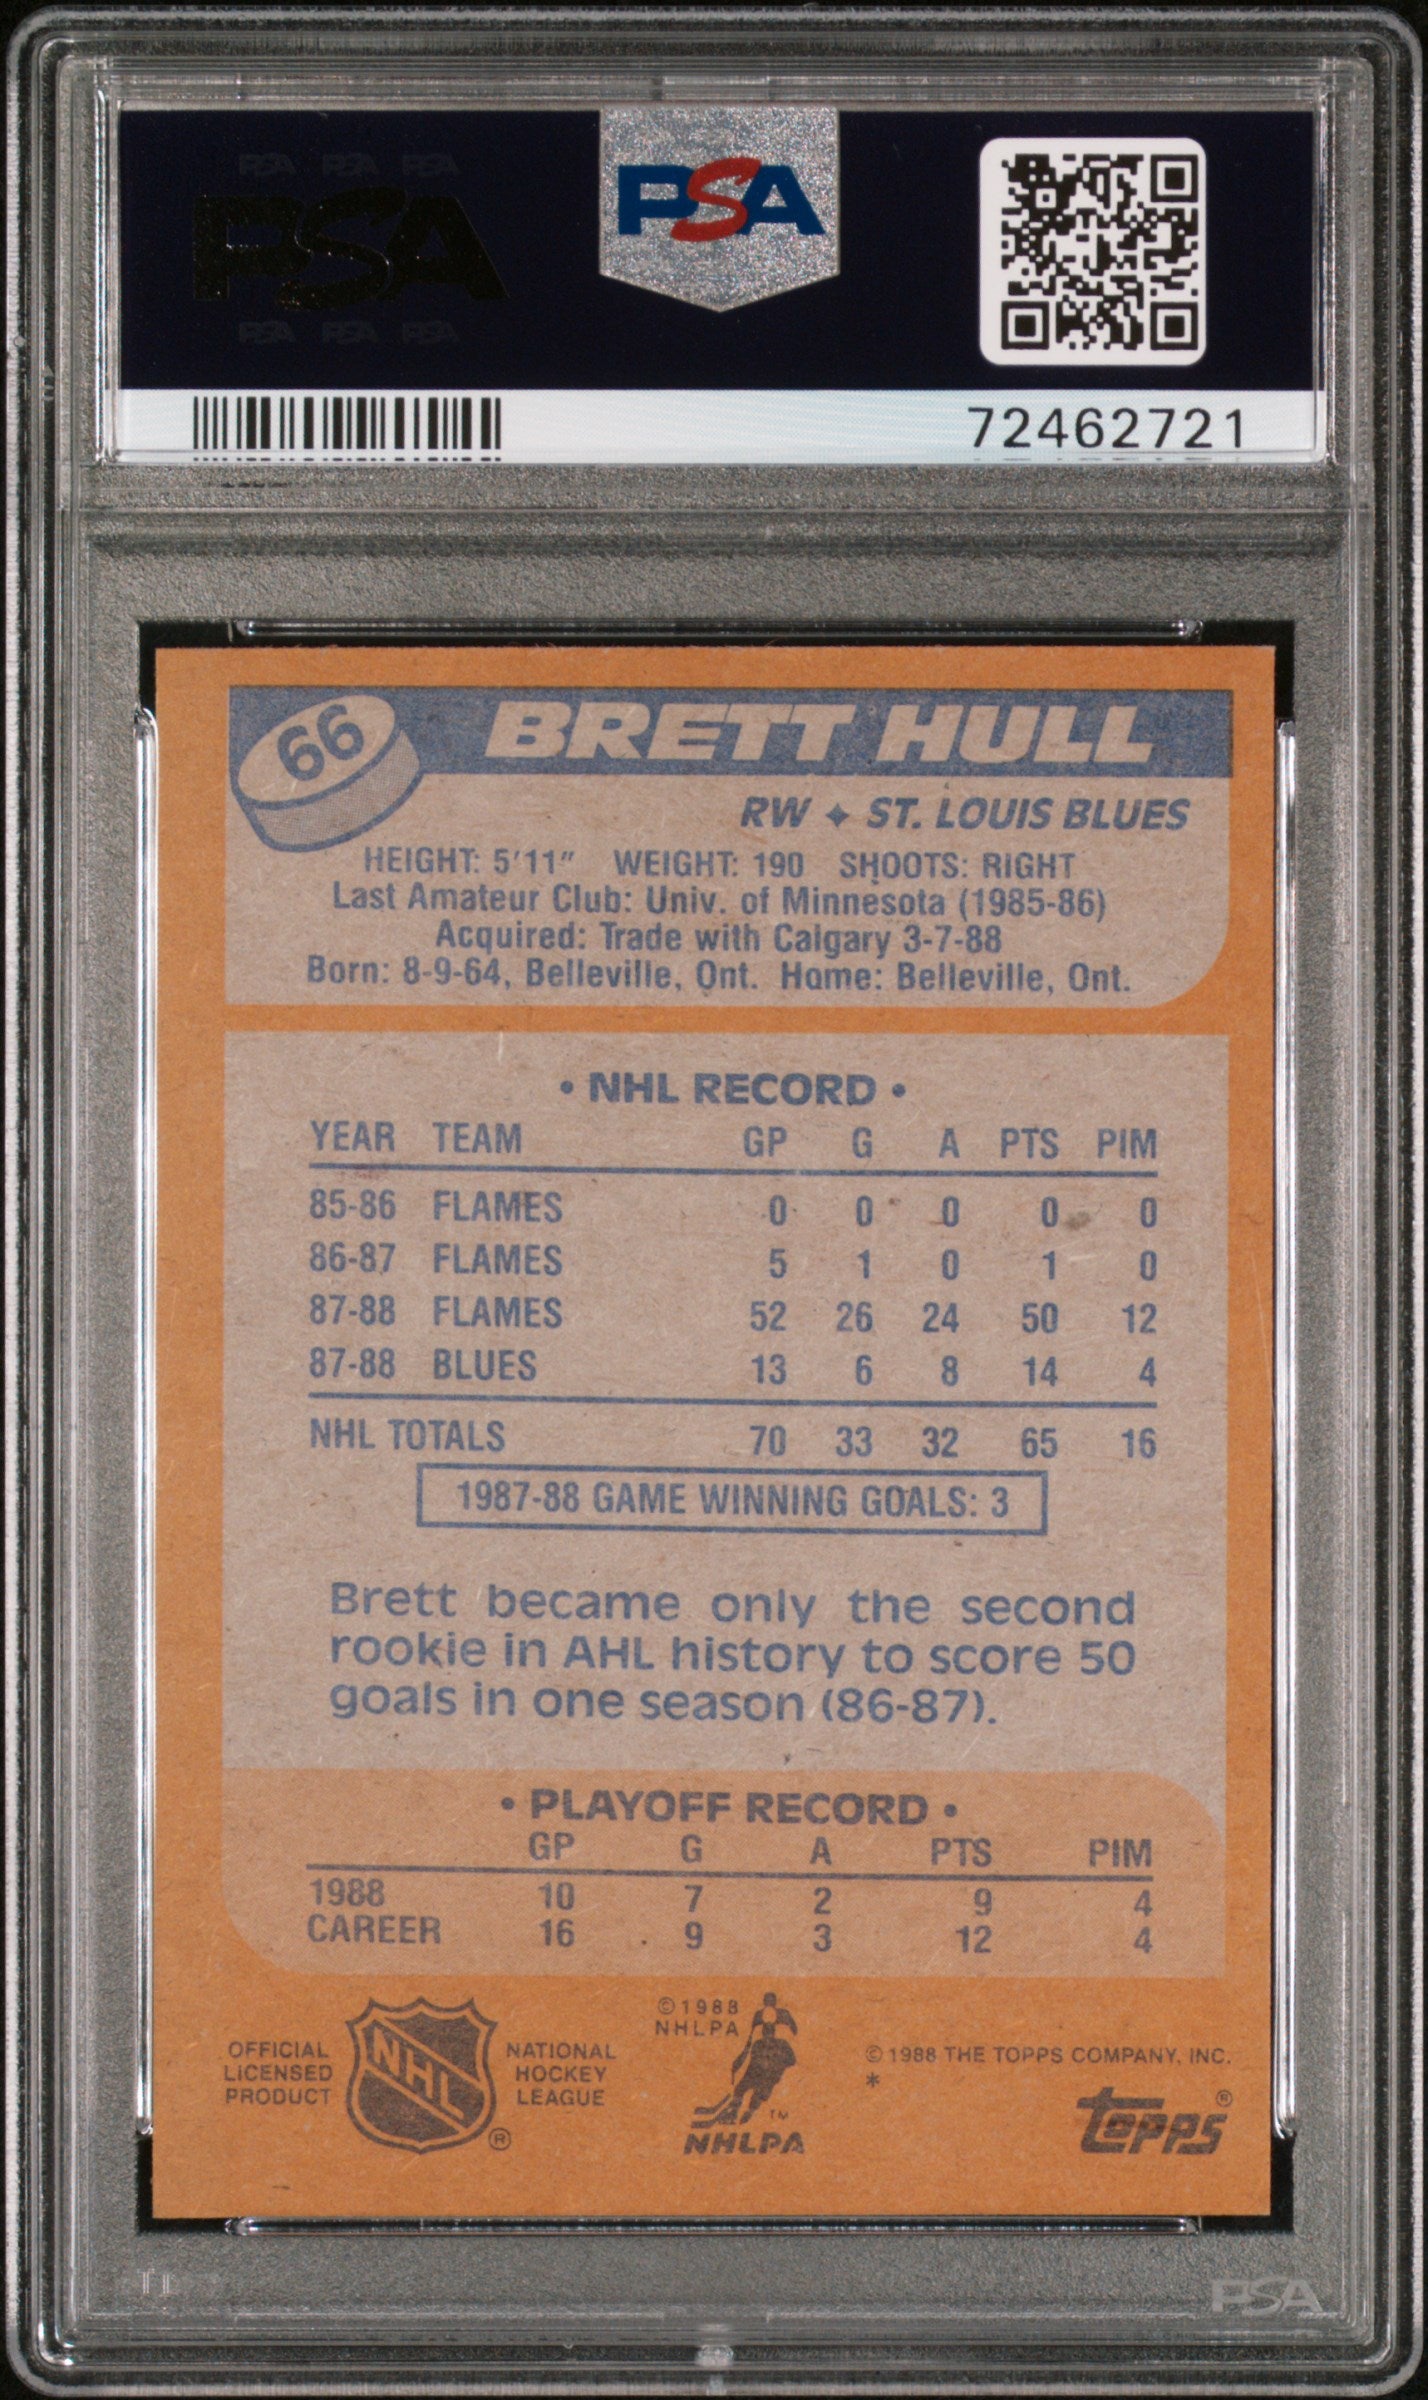 PSA PSA PSA
PSA
PSA PSA PSA
PSA
72462721
66
BRETT HULL
RW ✦ ST. LOUIS BLUES
HEIGHT: 5'11" WEIGHT: 190 SHOOTS: RIGHT
Last Amateur Club: Univ. of Minnesota (1985-86)
Acquired: Trade with Calgary 3-7-88
Born: 8-9-64, Belleville, Ont. Home: Belleville, Ont.
• NHL RECORD •
YEAR TEAM GP G A PTS PIM
85-86 FLAMES 0 0 0 0 0
86-87 FLAMES 5 1 0 1 0
87-88 FLAMES 52 26 24 50 12
87-88 BLUES 13 6 8 14 4
NHL TOTALS 70 33 32 65 16
1987-88 GAME WINNING GOALS: 3
Brett became only the second
rookie in AHL history to score 50
goals in one season (86-87).
• PLAYOFF RECORD •
GP G A PTS PIM
1988 10 7 2 9 4
CAREER 16 9 3 12 4
OFFICIAL
LICENSED
PRODUCT
NHL
®
NATIONAL
HOCKEY
LEAGUE
© 1988
NHLPA
TM
NHLPA
© 1988 THE TOPPS COMPANY, INC.
*
topps®
PSA